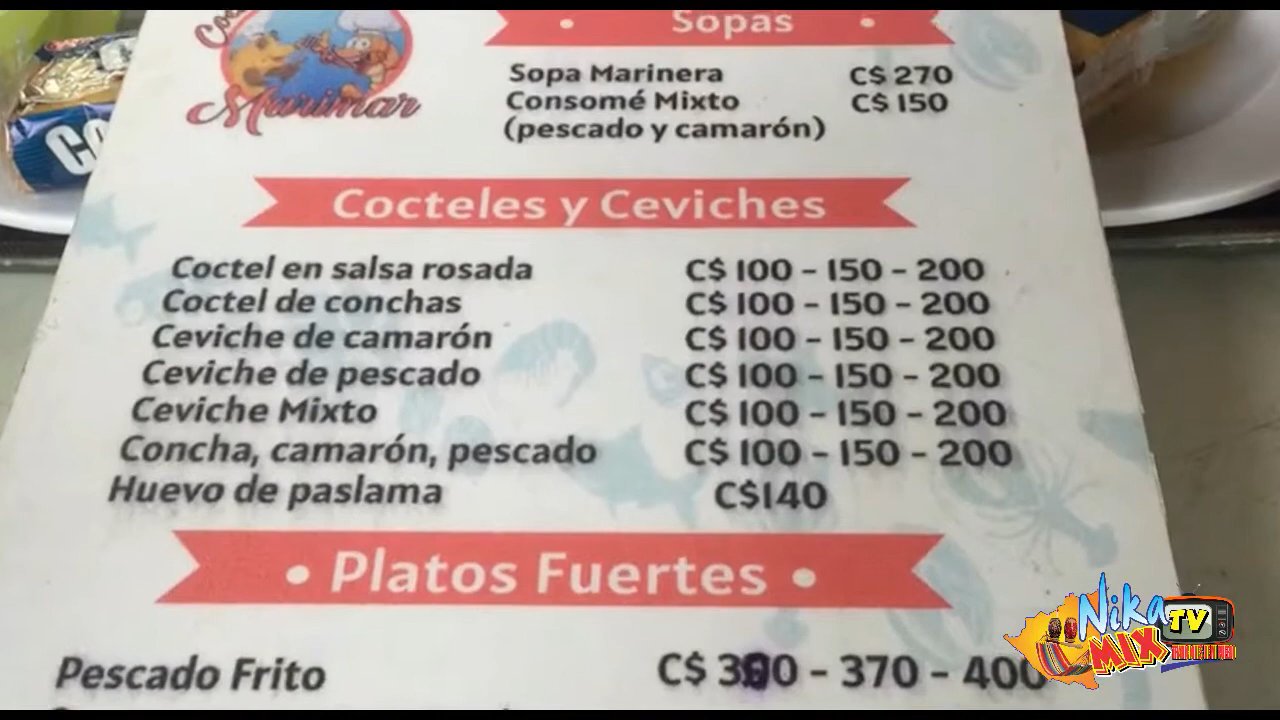 Marimar
Sopas
Sopa Marinera C$ 270
Consomé Mixto C$ 150
(pescado y camarón)
Cocteles y Ceviches
Coctel en salsa rosada C$ 100 - 150 - 200
Coctel de conchas C$ 100 - 150 - 200
Ceviche de camarón C$ 100 - 150 - 200
Ceviche de pescado C$ 100 - 150 - 200
Ceviche Mixto C$ 100 - 150 - 200
Concha, camarón, pescado C$ 100 - 150 - 200
Huevo de paslama C$140
• Platos Fuertes •
Pescado Frito C$ - 370 - 400
Nika
TV
MIX